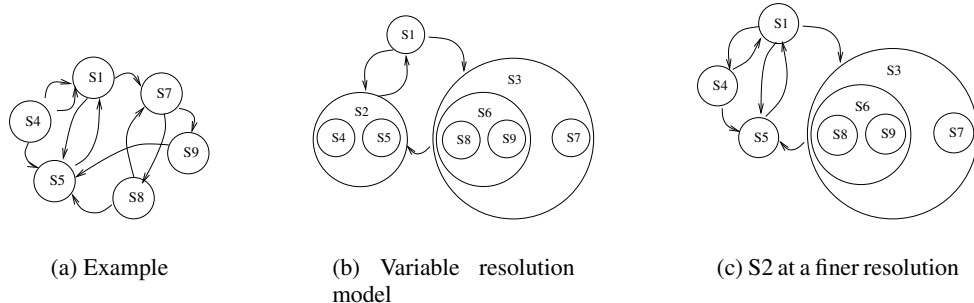 S1
S7
S4
S9
S5
S8
S1
S3
S2
S6
S4
S5
S8
S9
S7
S1
S3
S4
S6
S8
S9
S7
S5
(a) Example
(b) Variable resolution
model
(c) S2 at a finer resolution